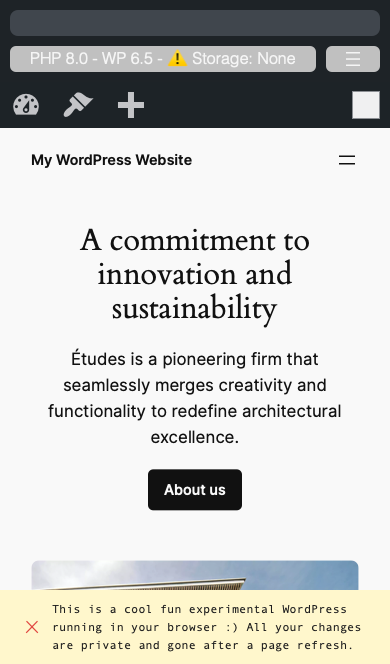 PHP 8.0 - WP 6.5 - ⚠️ Storage: None
My WordPress Website
A commitment to
innovation and
sustainability
Études is a pioneering firm that
seamlessly merges creativity and
functionality to redefine architectural
excellence.
About us
This is a cool fun experimental WordPress
running in your browser :) All your changes
are private and gone after a page refresh.